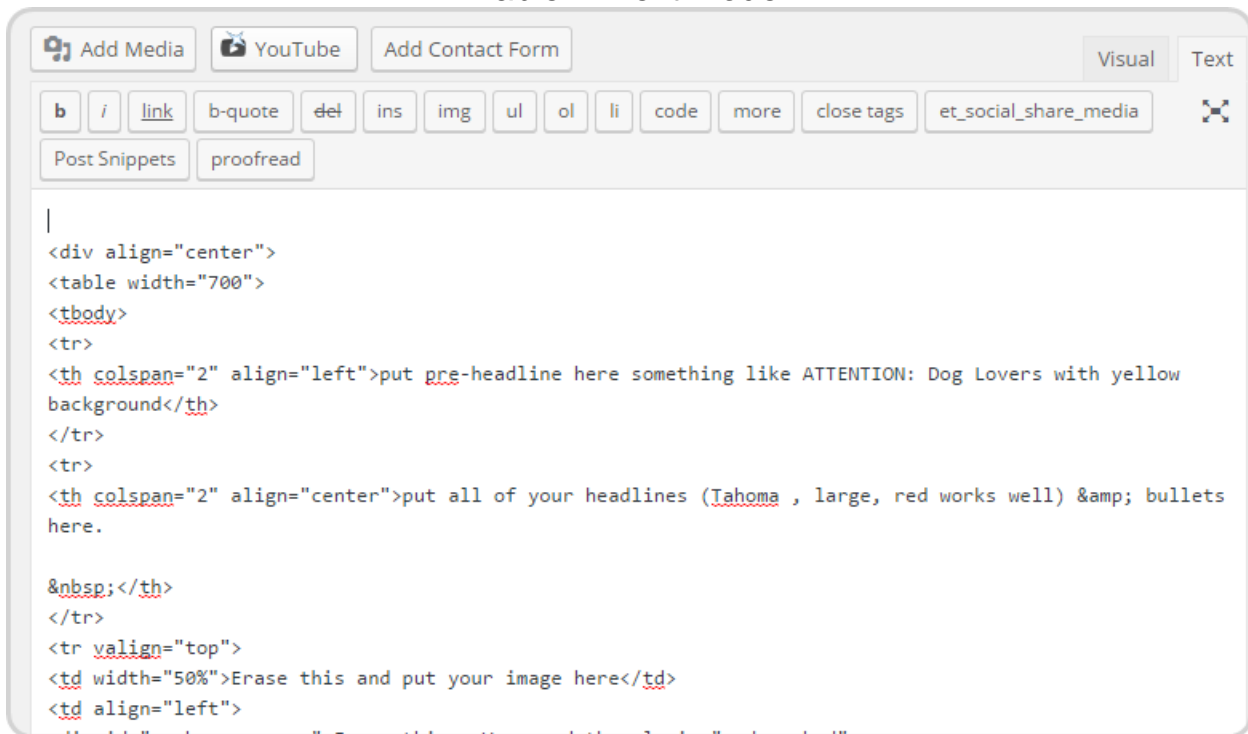 Add Media YouTube Add Contact Form Visual Text
b i link b-quote del ins img ul ol li code more close tags et_social_share_media
Post Snippets proofread
<div align="center">
<table width="700">
<tbody>
<tr>
<th colspan="2" align="left">put pre-headline here something like ATTENTION: Dog Lovers with yellow
background</th>
</tr>
<tr>
<th colspan="2" align="center">put all of your headlines (Tahoma , large, red works well) &amp; bullets
here.
&nbsp;</th>
</tr>
<tr valign="top">
<td width="50%">Erase this and put your image here</td>
<td align="left">